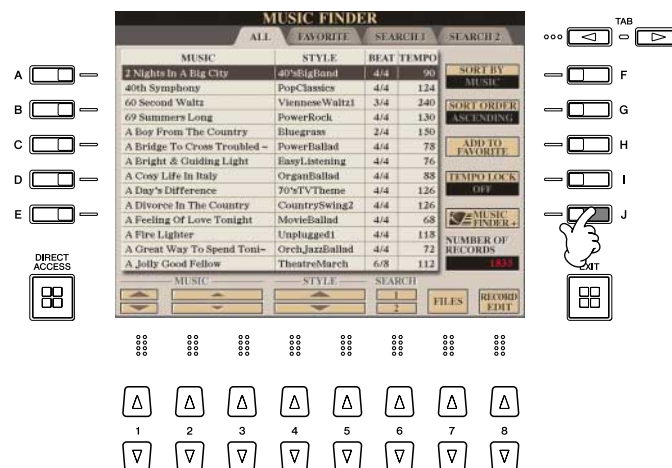 MUSIC FINDER
ALL FAVORITE SEARCH 1 SEARCH 2
TAB
MUSIC STYLE BEAT TEMPO
2 Nights In A Big City 40'sBigBand 4/4 90
40th Symphony PopClassics 4/4 124
60 Second Waltz VienneseWaltz1 3/4 240
69 Summers Long PowerRock 4/4 130
A Boy From The Country Bluegrass 2/4 150
A Bridge To Cross Troubled ~ PowerBallad 4/4 78
A Bright & Guiding Light EasyListening 4/4 76
A Cosy Life In Italy OrganBallad 4/4 88
A Day's Difference 70'sTVTheme 4/4 126
A Divorce In The Country CountrySwing2 4/4 126
A Feeling Of Love Tonight MovieBallad 4/4 68
A Fire Lighter Unplugged1 4/4 118
A Great Way To Spend Toni~ OrchJazzBallad 4/4 72
A Jolly Good Fellow TheatreMarch 6/8 112
SORT BY
MUSIC
SORT ORDER
ASCENDING
ADD TO
FAVORITE
TEMPO LOCK
OFF
MUSIC
FINDER +
NUMBER OF
RECORDS
1835
MUSIC STYLE SEARCH
1
2
FILES
RECORD
EDIT
A
B
C
D
E
F
G
H
I
J
DIRECT
ACCESS
EXIT
1 2 3 4 5 6 7 8